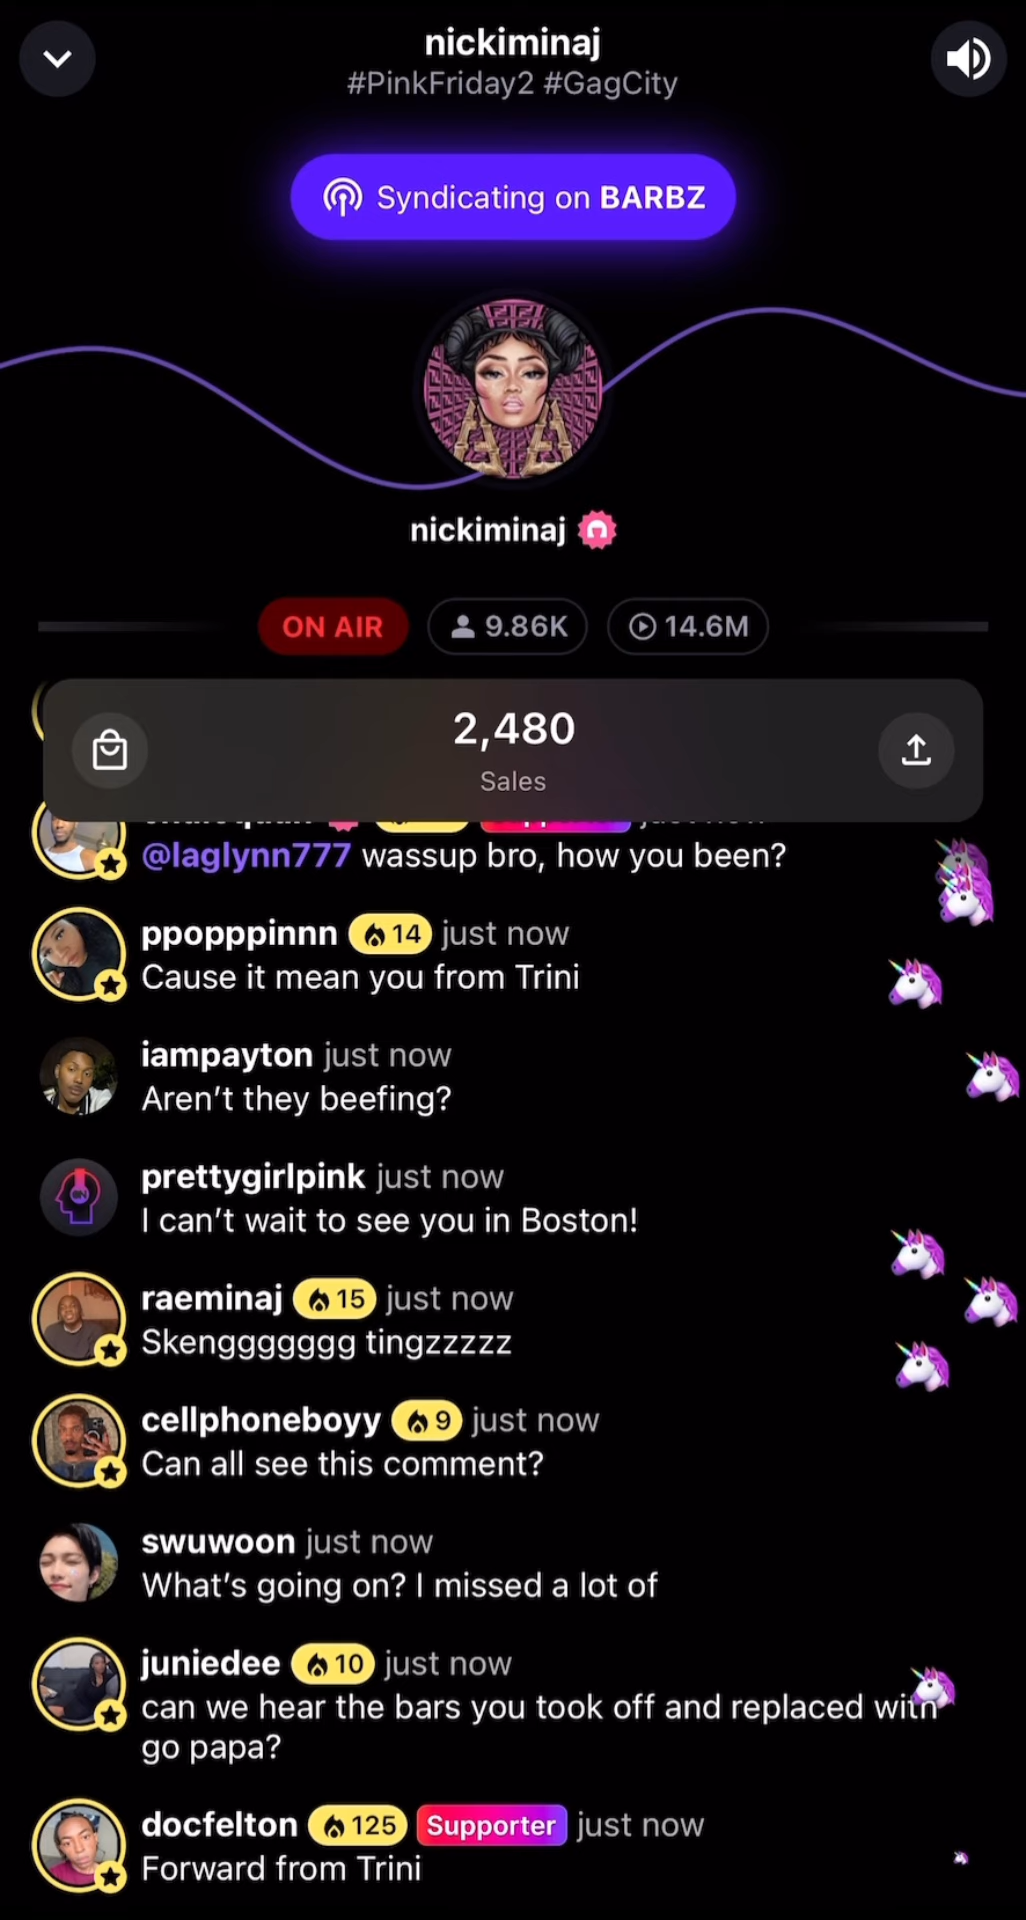 nickiminaj
#PinkFriday2 #GagCity
Syndicating on BARBZ
nickiminaj
ON AIR 9.86K 14.6M
2,480
Sales
@laglynn777 wassup bro, how you been?
ppopppinnn 14 just now
Cause it mean you from Trini
iampayton just now
Aren't they beefing?
prettygirlpink just now
I can't wait to see you in Boston!
raeminaj 15 just now
Skenggggggg tingzzzzz
cellphoneboyy 9 just now
Can all see this comment?
swuwoon just now
What's going on? I missed a lot of
juniedee 10 just now
can we hear the bars you took off and replaced with
go papa?
docfelton 125 Supporter just now
Forward from Trini